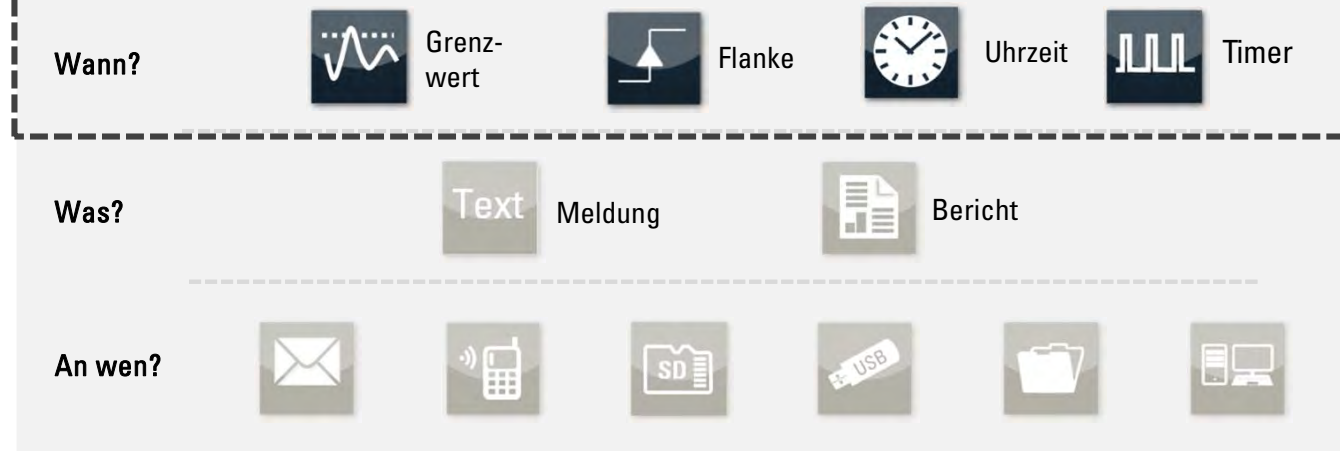 Wann?
Grenz-
wert
Flanke
Uhrzeit
Timer
Was?
Text
Meldung
Bericht
An wen?
SD
USB